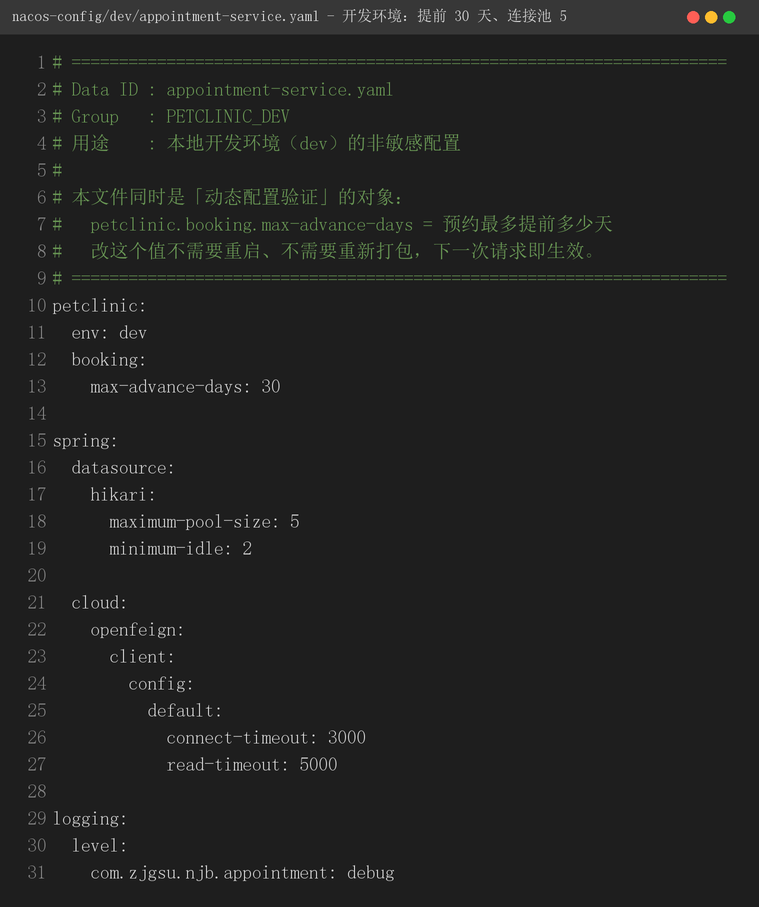 nacos-config/dev/appointment-service.yaml - 开发环境：提前 30 天、连接池 5
1 # =====================================================================
2 # Data ID : appointment-service.yaml
3 # Group   : PETCLINIC_DEV
4 # 用途    : 本地开发环境（dev）的非敏感配置
5 #
6 # 本文件同时是「动态配置验证」的对象：
7 #   petclinic.booking.max-advance-days = 预约最多提前多少天
8 #   改这个值不需要重启、不需要重新打包，下一次请求即生效。
9 # =====================================================================
10 petclinic:
11   env: dev
12   booking:
13     max-advance-days: 30
14
15 spring:
16   datasource:
17     hikari:
18       maximum-pool-size: 5
19       minimum-idle: 2
20
21   cloud:
22     openfeign:
23       client:
24         config:
25           default:
26             connect-timeout: 3000
27             read-timeout: 5000
28
29 logging:
30   level:
31     com.zjgsu.njb.appointment: debug